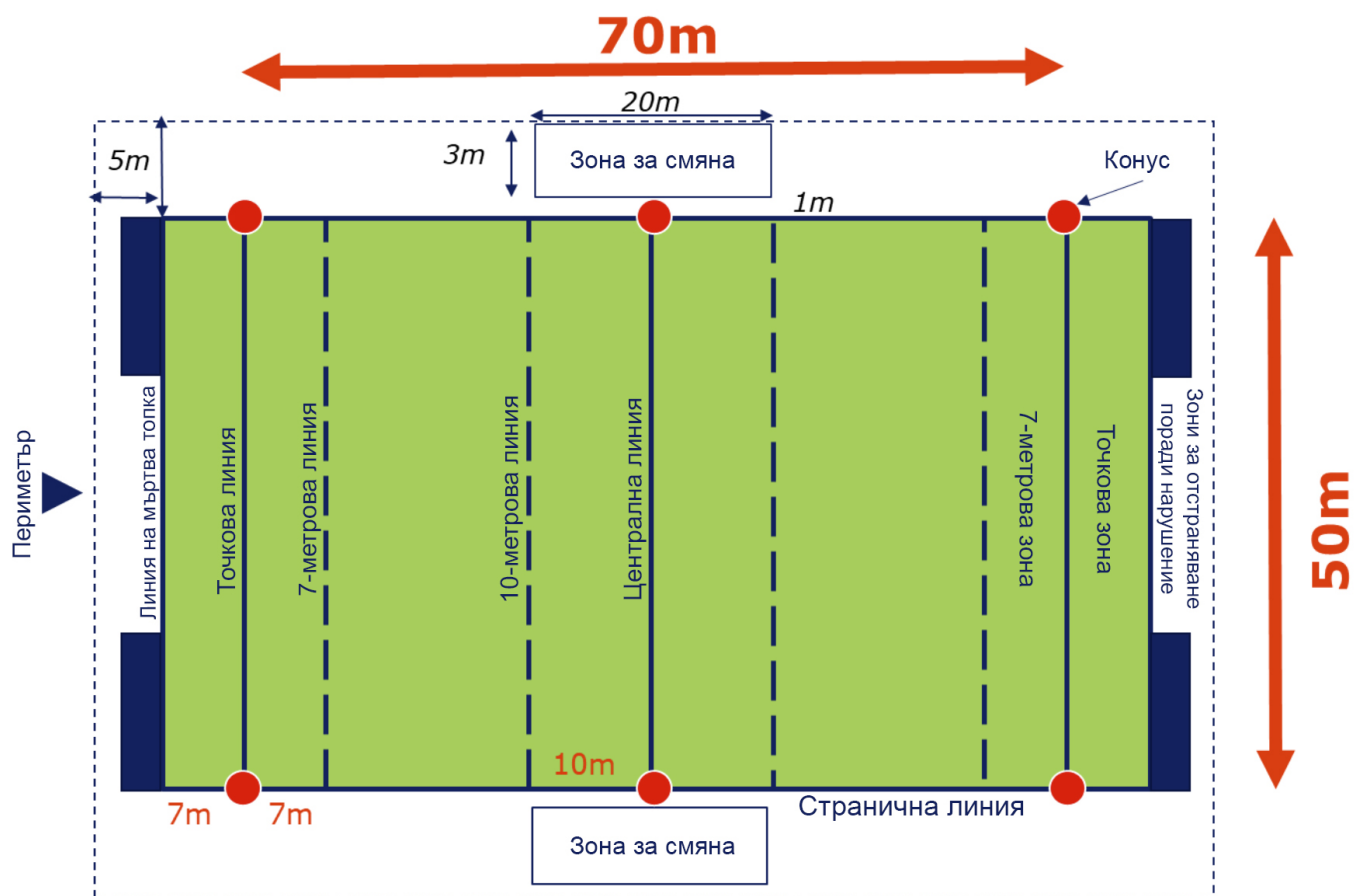 70m
20m
5m
3m
Зона за смяна
Конус
1m
Периметър
Линия на мъртва топка
Точкова линия
7-метрова линия
10-метрова линия
Централна линия
7-метрова зона
Точкова зона
Зони за отстраняване
поради нарушение
50m
10m
7m
7m
Странична линия
Зона за смяна